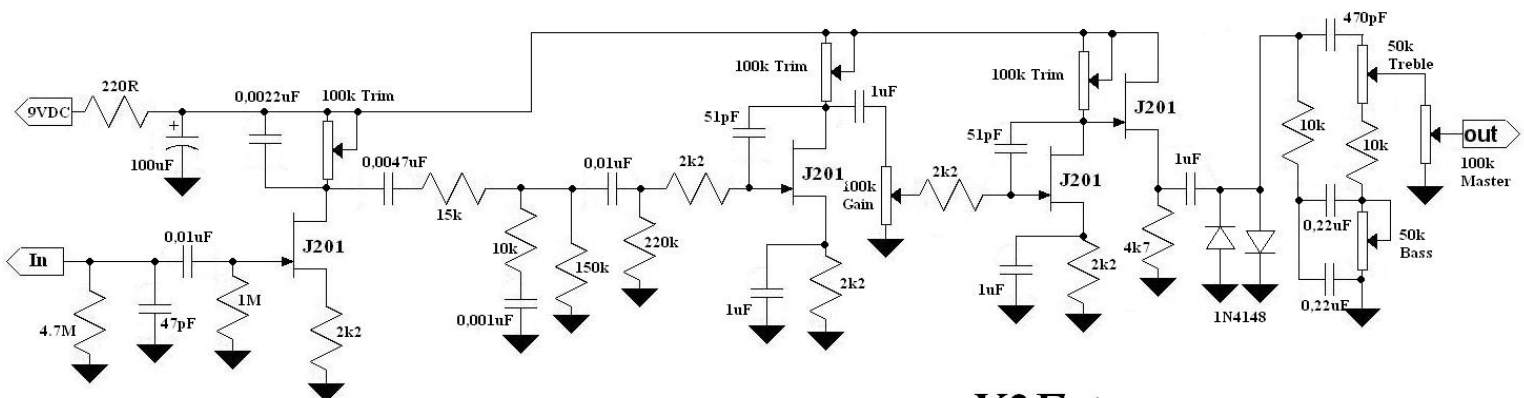 470pF
50k
Treble
100k Trim
100k Trim
220R
0,0022uF
100k Trim
9VDC
1uF
51pF
J201
51pF
10k
out
+
100uF
0,0047uF
0,01uF
2k2
J201
100k
Gain
2k2
J201
1uF
10k
100k
Master
15k
In
0,01uF
J201
10k
150k
220k
4k7
0,22uF
50k
Bass
4.7M
47pF
1M
2k2
0,001uF
1uF
2k2
1uF
2k2
0,22uF
1N4148